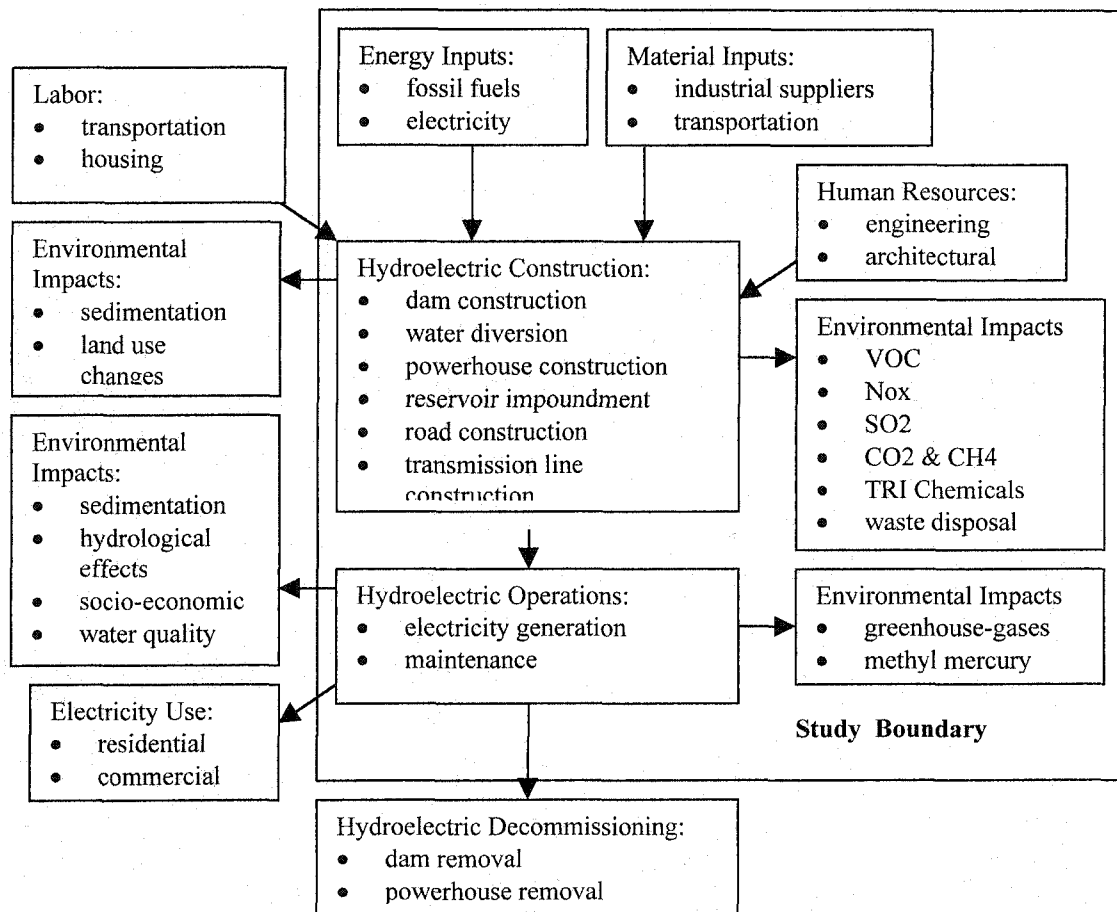 Energy Inputs:
• fossil fuels
• electricity
Material Inputs:
• industrial suppliers
• transportation
Labor:
• transportation
• housing
Human Resources:
• engineering
• architectural
Environmental
Impacts:
• sedimentation
• land use
changes
Hydroelectric Construction:
• dam construction
• water diversion
• powerhouse construction
• reservoir impoundment
• road construction
• transmission line
construction
Environmental Impacts
• VOC
• Nox
• SO2
• CO2 & CH4
• TRI Chemicals
• waste disposal
Environmental
Impacts:
• sedimentation
• hydrological
effects
• socio-economic
• water quality
Hydroelectric Operations:
• electricity generation
• maintenance
Environmental Impacts
• greenhouse-gases
• methyl mercury
Electricity Use:
• residential
• commercial
Study Boundary
Hydroelectric Decommissioning:
• dam removal
• powerhouse removal